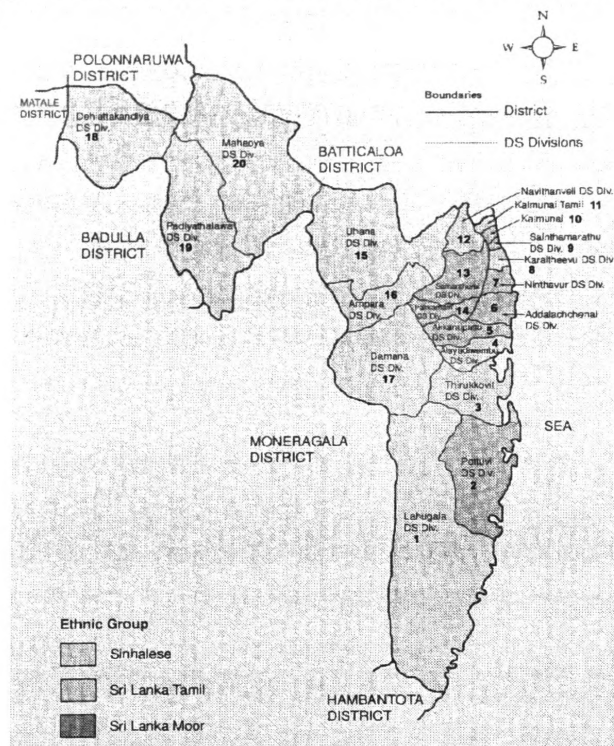 N
W E
S
POLONNARUWA
DISTRICT
MATALE
DISTRICT
Dehiattakandiya
DS Div.
18
Mahaoya
DS Div.
20
BATTICALOA
DISTRICT
Boundaries
District
DS Divisions
Navithanveli DS Div.
Kalmunai Tamil 11
Kalmunai 10
Sainthamarathu
DS Div. 9
Karaitheevu DS Div.
8
Ninthavur DS Div.
Addalachchenai
DS Div.
BADULLA
DISTRICT
Padiyathalawa
DS Div.
19
Uhana
DS Div.
15
12
13
DS Div.
7
16
Ampara
DS Div.
14
6
5
4
DS Div.
Damana
DS Div.
17
Thirukkovil
DS Div.
3
SEA
MONERAGALA
DISTRICT
Pottuvil
DS Div.
2
Lahugala
DS Div.
1
Ethnic Group
Sinhalese
Sri Lanka Tamil
Sri Lanka Moor
HAMBANTOTA
DISTRICT